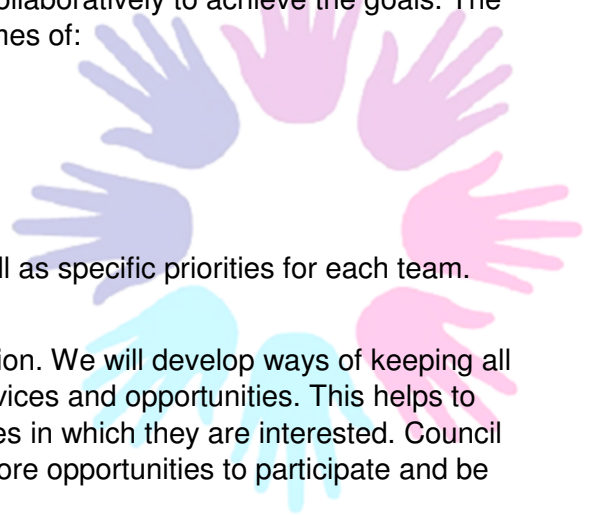 collaboratively to achieve the goals. The
mes of:
ll as specific priorities for each team.
ion. We will develop ways of keeping all
vices and opportunities. This helps to
es in which they are interested. Council
ore opportunities to participate and be